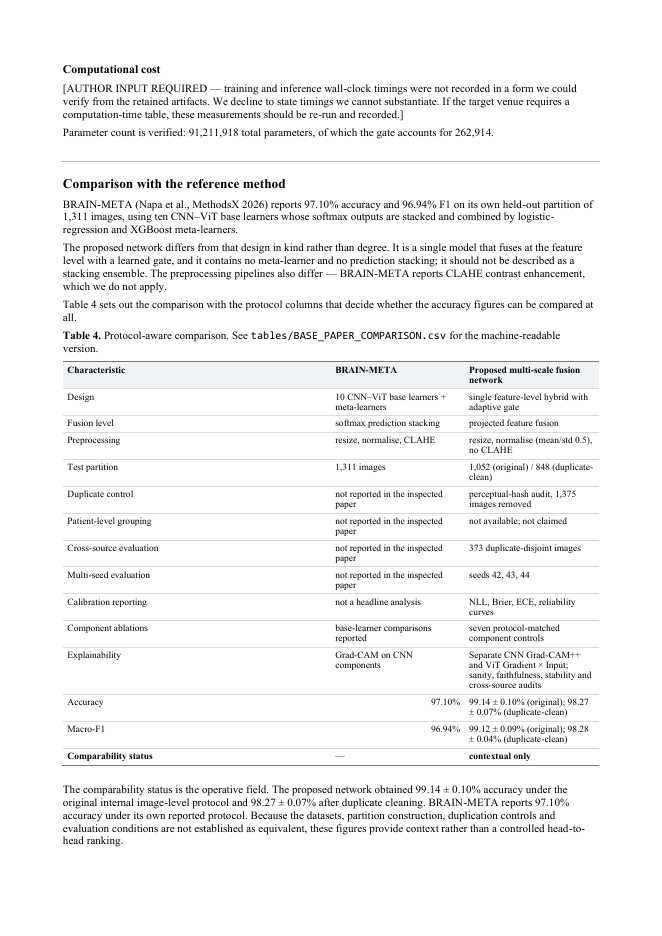 Computational cost
[AUTHOR INPUT REQUIRED — training and inference wall-clock timings were not recorded in a form we could
verify from the retained artifacts. We decline to state timings we cannot substantiate. If the target venue requires a
computation-time table, these measurements should be re-run and recorded.]
Parameter count is verified: 91,211,918 total parameters, of which the gate accounts for 262,914.
Comparison with the reference method
BRAIN-META (Napa et al., MethodsX 2026) reports 97.10% accuracy and 96.94% F1 on its own held-out partition of
1,311 images, using ten CNN–ViT base learners whose softmax outputs are stacked and combined by logistic-
regression and XGBoost meta-learners.
The proposed network differs from that design in kind rather than degree. It is a single model that fuses at the feature
level with a learned gate, and it contains no meta-learner and no prediction stacking; it should not be described as a
stacking ensemble. The preprocessing pipelines also differ — BRAIN-META reports CLAHE contrast enhancement,
which we do not apply.
Table 4 sets out the comparison with the protocol columns that decide whether the accuracy figures can be compared at
all.
Table 4. Protocol-aware comparison. See tables/BASE_PAPER_COMPARISON.csv for the machine-readable
version.
Characteristic BRAIN-META Proposed multi-scale fusion
network
Design 10 CNN–ViT base learners + single feature-level hybrid with
meta-learners adaptive gate
Fusion level softmax prediction stacking projected feature fusion
Preprocessing resize, normalise, CLAHE resize, normalise (mean/std 0.5),
no CLAHE
Test partition 1,311 images 1,052 (original) / 848 (duplicate-
clean)
Duplicate control not reported in the inspected perceptual-hash audit, 1,375
paper images removed
Patient-level grouping not reported in the inspected not available; not claimed
paper
Cross-source evaluation not reported in the inspected 373 duplicate-disjoint images
paper
Multi-seed evaluation not reported in the inspected seeds 42, 43, 44
paper
Calibration reporting not a headline analysis NLL, Brier, ECE, reliability
curves
Component ablations base-learner comparisons seven protocol-matched
reported component controls
Explainability Grad-CAM on CNN Separate CNN Grad-CAM++
components and ViT Gradient × Input;
sanity, faithfulness, stability and
cross-source audits
Accuracy 97.10% 99.14 ± 0.10% (original); 98.27
± 0.07% (duplicate-clean)
Macro-F1 96.94% 99.12 ± 0.09% (original); 98.28
± 0.04% (duplicate-clean)
Comparability status — contextual only
The comparability status is the operative field. The proposed network obtained 99.14 ± 0.10% accuracy under the
original internal image-level protocol and 98.27 ± 0.07% after duplicate cleaning. BRAIN-META reports 97.10%
accuracy under its own reported protocol. Because the datasets, partition construction, duplication controls and
evaluation conditions are not established as equivalent, these figures provide context rather than a controlled head-to-
head ranking.